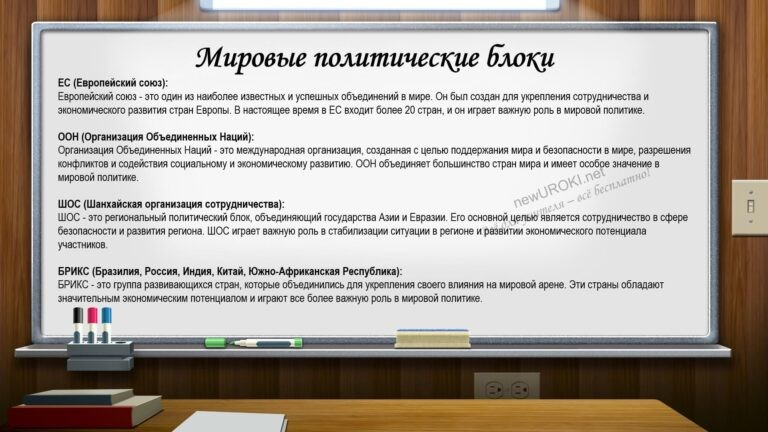 Мировые политические блоки
ЕС (Европейский союз):
Европейский союз - это один из наиболее известных и успешных объединений в мире. Он был создан для укрепления сотрудничества и
экономического развития стран Европы. В настоящее время в ЕС входит более 20 стран, и он играет важную роль в мировой политике.
ООН (Организация Объединенных Наций):
Организация Объединенных Наций - это международная организация, созданная с целью поддержания мира и безопасности в мире, разрешения
конфликтов и содействия социальному и экономическому развитию. ООН объединяет большинство стран мира и имеет особое значение в
мировой политике.
newUROKI.net
учителя – всё бесплатно!
ШОС (Шанхайская организация сотрудничества):
ШОС - это региональный политический блок, объединяющий государства Азии и Евразии. Его основной целью является сотрудничество в сфере
безопасности и развития региона. ШОС играет важную роль в стабилизации ситуации в регионе и развитии экономического потенциала
участников.
БРИКС (Бразилия, Россия, Индия, Китай, Южно-Африканская Республика):
БРИКС - это группа развивающихся стран, которые объединились для укрепления своего влияния на мировой арене. Эти страны обладают
значительным экономическим потенциалом и играют все более важную роль в мировой политике.